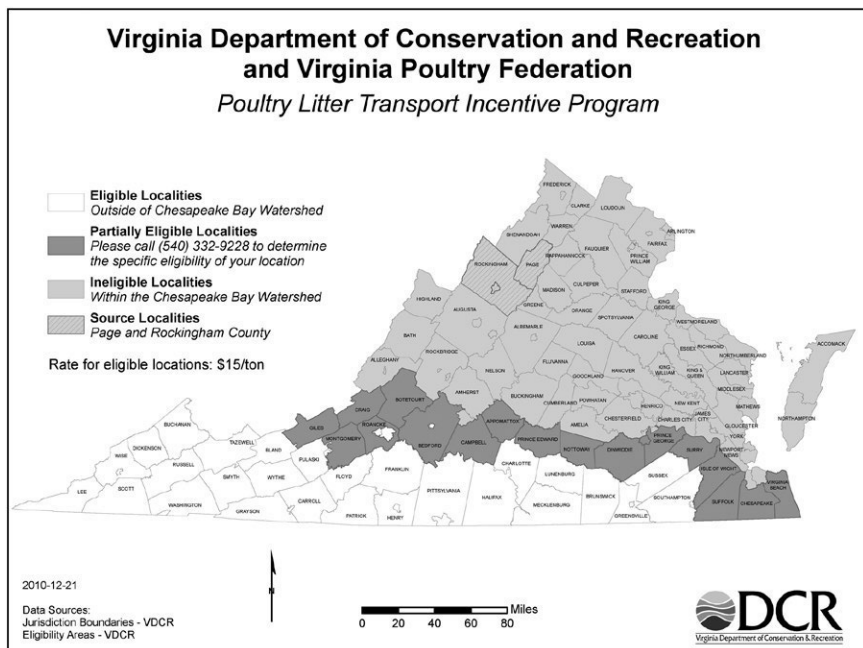 Virginia Department of Conservation and Recreation
and Virginia Poultry Federation
Poultry Litter Transport Incentive Program
Eligible Localities
Outside of Chesapeake Bay Watershed
Partially Eligible Localities
Please call (540) 332-9228 to determine
the specific eligibility of your location
Ineligible Localities
Within the Chesapeake Bay Watershed
Source Localities
Page and Rockingham County
Rate for eligible locations: $15/ton
FREDERICK
CLARKE
LOUDOUN
WARREN
ARLINGTON
SHENANDOAH
FAUQUIER
FAIRFAX
PRINCE
WILLIAM
ROCKINGHAM
PAGE
RAPPAHANNOCK
MADISON
CULPEPER
STAFFORD
HIGHLAND
GREENE
KING
GEORGE
AUGUSTA
ORANGE
SPOTSYLVANIA
WESTMORELAND
BATH
ALBEMARLE
CAROLINE
ESSEX
RICHMOND
NORTHUMBERLAND
ACCOMACK
LOUISA
ROCKBRIDGE
ALLEGHANY
NELSON
FLUVANNA
GOOCHLAND
HANOVER
KING
WILLIAM
KING &
QUEEN
LANCASTER
MIDDLESEX
AMHERST
BUCKINGHAM
CUMBERLAND
POWHATAN
HENRICO
NEW KENT
MATHEWS
NORTHAMPTON
BOTETOURT
CRAIG
APPOMATTOX
AMELIA
CHESTERFIELD
CHARLES CITY
JAMES
CITY
GLOUCESTER
YORK
GILES
ROANOKE
MONTGOMERY
BEDFORD
CAMPBELL
PRINCE EDWARD
NOTTOWAY
DINWIDDIE
PRINCE
GEORGE
SURRY
NEWPORT
NEWS
BUCHANAN
DICKENSON
TAZEWELL
BLAND
PULASKI
FLOYD
FRANKLIN
CHARLOTTE
LUNENBURG
SUSSEX
ISLE OF WIGHT
VIRGINIA
BEACH
WISE
RUSSELL
SMYTH
WYTHE
CARROLL
PITTSYLVANIA
HALIFAX
MECKLENBURG
BRUNSWICK
SOUTHAMPTON
SUFFOLK
CHESAPEAKE
LEE
SCOTT
WASHINGTON
GRAYSON
PATRICK
HENRY
GREENSVILLE
2010-12-21
N
Data Sources:
Jurisdiction Boundaries - VDCR
Eligibility Areas - VDCR
Miles
0 20 40 60 80
DCR
Virginia Department of Conservation & Recreation